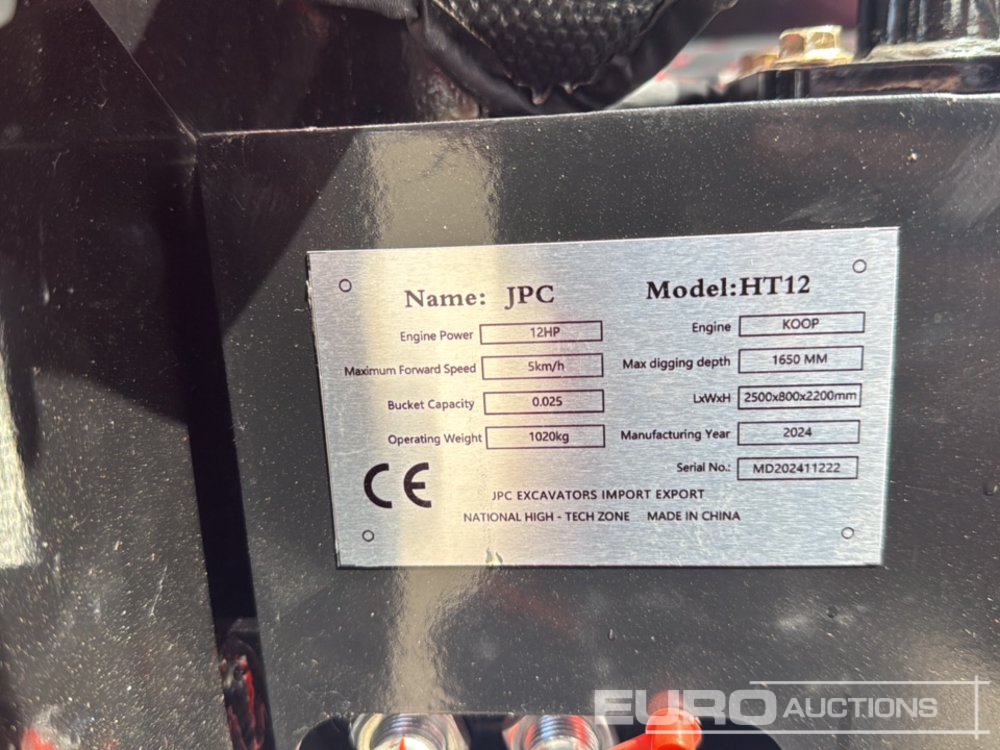 Name: JPC Model:HT12
Engine Power 12HP Engine KOOP
Maximum Forward Speed 5km/h Max digging depth 1650 MM
Bucket Capacity 0.025 LxWxH 2500x800x2200mm
Operating Weight 1020kg Manufacturing Year 2024
Serial No.: MD202411222
CE
JPC EXCAVATORS IMPORT EXPORT
NATIONAL HIGH - TECH ZONE MADE IN CHINA
EURO AUCTIONS